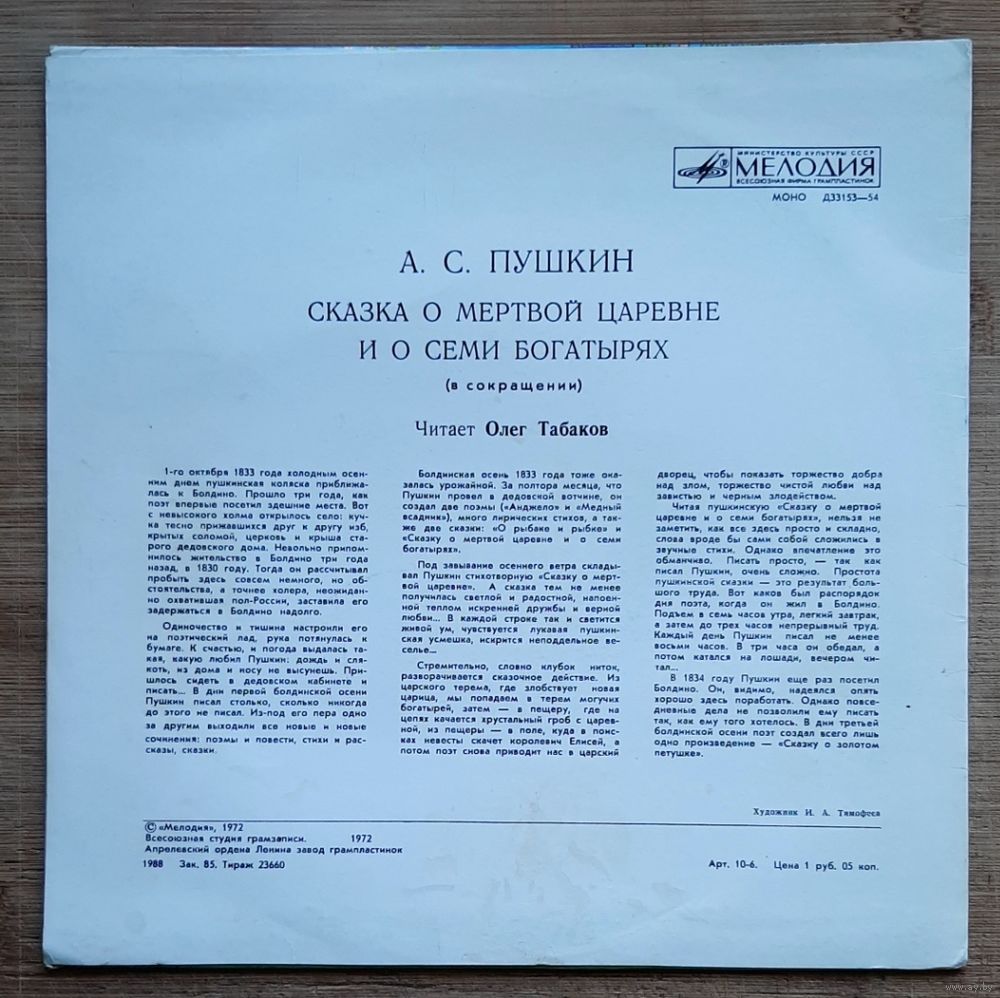 МИНИСТЕРСТВО КУЛЬТУРЫ СССР
МЕЛОДИЯ
ВСЕСОЮЗНАЯ ФИРМА ГРАМПЛАСТИНОК
МОНО Д33153—54
А. С. ПУШКИН
СКАЗКА О МЕРТВОЙ ЦАРЕВНЕ
И О СЕМИ БОГАТЫРЯХ
(в сокращении)
Читает Олег Табаков
1-го октября 1833 года холодным осен-
ним днем пушкинская коляска приближа-
лась к Болдино. Прошло три года, как
поэт впервые посетил здешние места. Вот
с невысокого холма открылось село: куч-
ка тесно прижавшихся друг к другу изб,
крытых соломой, церковь и крыша ста-
рого дедовского дома. Невольно припом-
нилось жительство в Болдино три года
назад, в 1830 году. Тогда он рассчитывал
пробыть здесь совсем немного, но об-
стоятельства, а точнее холера, неожидан-
но охватившая пол-России, заставила его
задержаться в Болдино надолго.
Одиночество и тишина настроили его
на поэтический лад, рука потянулась к
бумаге. К счастью, и погода выдалась та-
кая, какую любил Пушкин: дождь и сля-
коть, из дома и носу не высунешь. При-
шлось сидеть в дедовском кабинете и
писать... В дни первой болдинской осени
Пушкин писал столько, сколько никогда
до этого не писал. Из-под его пера одно
за другим выходили все новые и новые
сочинения: поэмы и повести, стихи и рас-
сказы, сказки.
Болдинская осень 1833 года тоже ока-
залась урожайной. За полтора месяца, что
Пушкин провел в дедовской вотчине, он
создал две поэмы («Анджело» и «Медный
всадник»), много лирических стихов, а так-
же две сказки: «О рыбаке и рыбке» и
«Сказку о мертвой царевне и о семи
богатырях».
Под завывание осеннего ветра складыв-
вал Пушкин стихотворную «Сказку о мерт-
вой царевне». А сказка тем не менее
получилась светлой и радостной, напоен-
ной теплом искренней дружбы и верной
любви... В каждой строке так и светится
живой ум, чувствуется лукавая пушкин-
ская усмешка, искрится неподдельное ве-
селье...
Стремительно, словно клубок ниток,
разворачивается сказочное действие. Из
царского терема, где злобствует новая
царица, мы попадаем в терем могучих
богатырей, затем — в пещеру, где на
цепях качается хрустальный гроб с царев-
ной, из пещеры — в поле, куда в поис-
ках невесты скачет королевич Елисей, а
потом поэт снова приводит нас в царский
дворец, чтобы показать торжество добра
над злом, торжество чистой любви над
завистью и черным злодейством.
Читая пушкинскую «Сказку о мертвой
царевне и о семи богатырях», нельзя не
заметить, как все здесь просто и складно,
слова вроде бы сами собой сложились в
звучные стихи. Однако впечатление это
обманчиво. Писать просто, — так как
писал Пушкин, очень сложно. Простота
пушкинской сказки — это результат боль-
шого труда. Вот каков был распорядок
дня поэта, когда он жил в Болдино.
Подъем в семь часов утра, легкий завтрак,
а затем до трех часов непрерывный труд.
Каждый день Пушкин писал не менее
восьми часов. В три часа он обедал, а
потом катался на лошади, вечером чи-
тал...
В 1834 году Пушкин еще раз посетил
Болдино. Он, видимо, надеялся опять
хорошо здесь поработать. Однако повсе-
дневные дела не позволили ему писать
так, как ему того хотелось. В дни третьей
болдинской осени поэт создал всего лишь
одно произведение — «Сказку о золотом
петушке».
Художник И. А. Тимофеев
© «Мелодия», 1972
Всесоюзная студия грамзаписи. 1972
Апрелевский ордена Ленина завод грампластинок
1988 Зак. 85. Тираж 23660
Арт. 10-6. Цена 1 руб. 05 коп.
www.ay.by